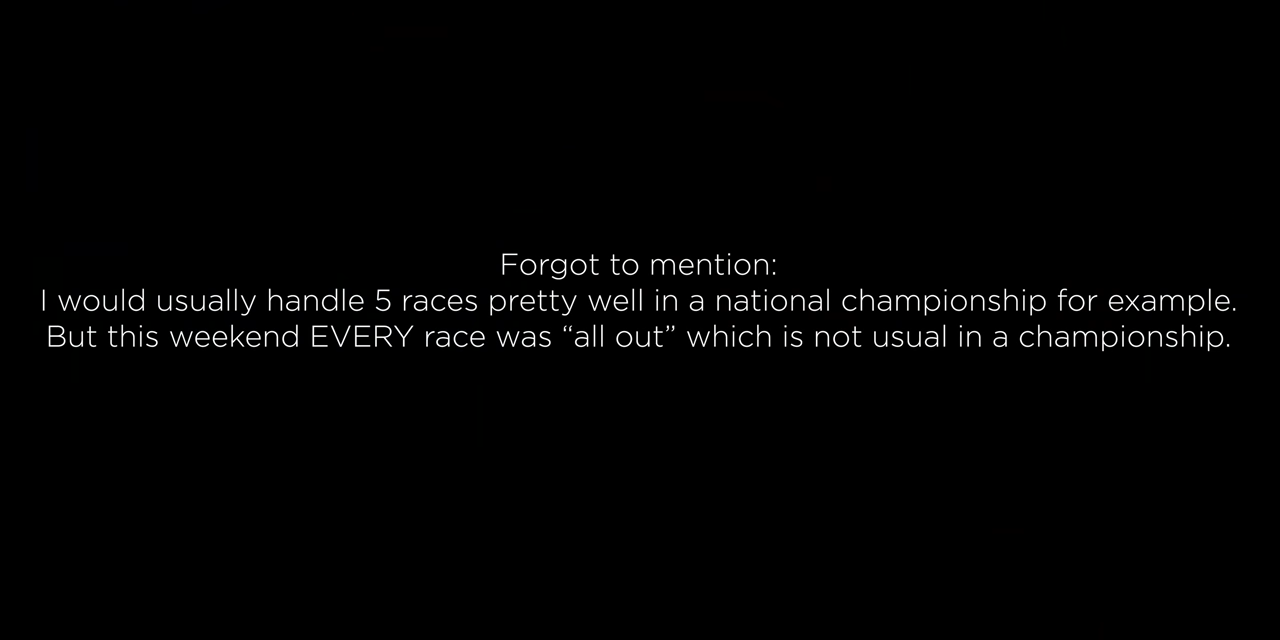 Forgot to mention:
I would usually handle 5 races pretty well in a national championship for example.
But this weekend EVERY race was “all out” which is not usual in a championship.